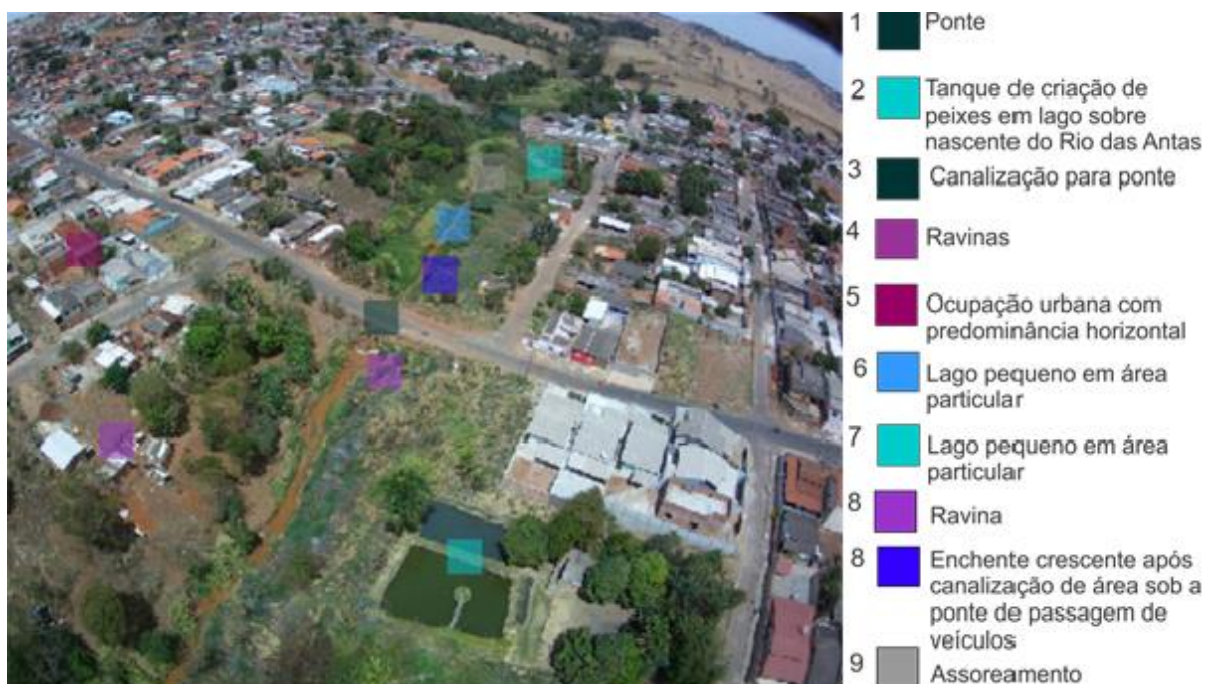 1 Ponte
2 Tanque de criação de
peixes em lago sobre
nascente do Rio das Antas
3 Canalização para ponte
4 Ravinas
5 Ocupação urbana com
predominância horizontal
6 Lago pequeno em área
particular
7 Lago pequeno em área
particular
8 Ravina
8 Enchente crescente após
canalização de área sob a
ponte de passagem de
veículos
9 Assoreamento